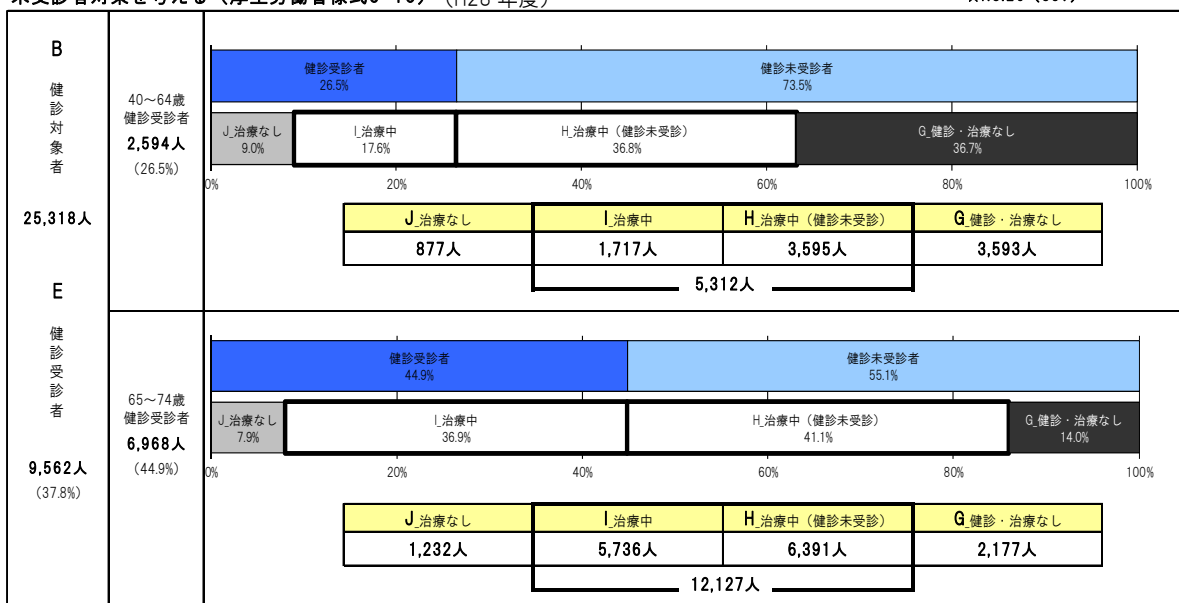 (H28 年度)
B
健
診
対
象
者
25,318人
E
健
診
受
診
者
9,562人
(37.8%)
40～64歳
健診受診者
2,594人
(26.5%)
健診受診者
26.5%
健診未受診者
73.5%
J_治療なし
9.0%
I_治療中
17.6%
H_治療中（健診未受診）
36.8%
G_健診・治療なし
36.7%
0% 20% 40% 60% 80% 100%
J_治療なし I_治療中 H_治療中（健診未受診） G_健診・治療なし
877人 1,717人 3,595人 3,593人
5,312人
65～74歳
健診受診者
6,968人
(44.9%)
健診受診者
44.9%
健診未受診者
55.1%
J_治療なし
7.9%
I_治療中
36.9%
H_治療中（健診未受診）
41.1%
G_健診・治療なし
14.0%
0% 20% 40% 60% 80% 100%
J_治療なし I_治療中 H_治療中（健診未受診） G_健診・治療なし
1,232人 5,736人 6,391人 2,177人
12,127人